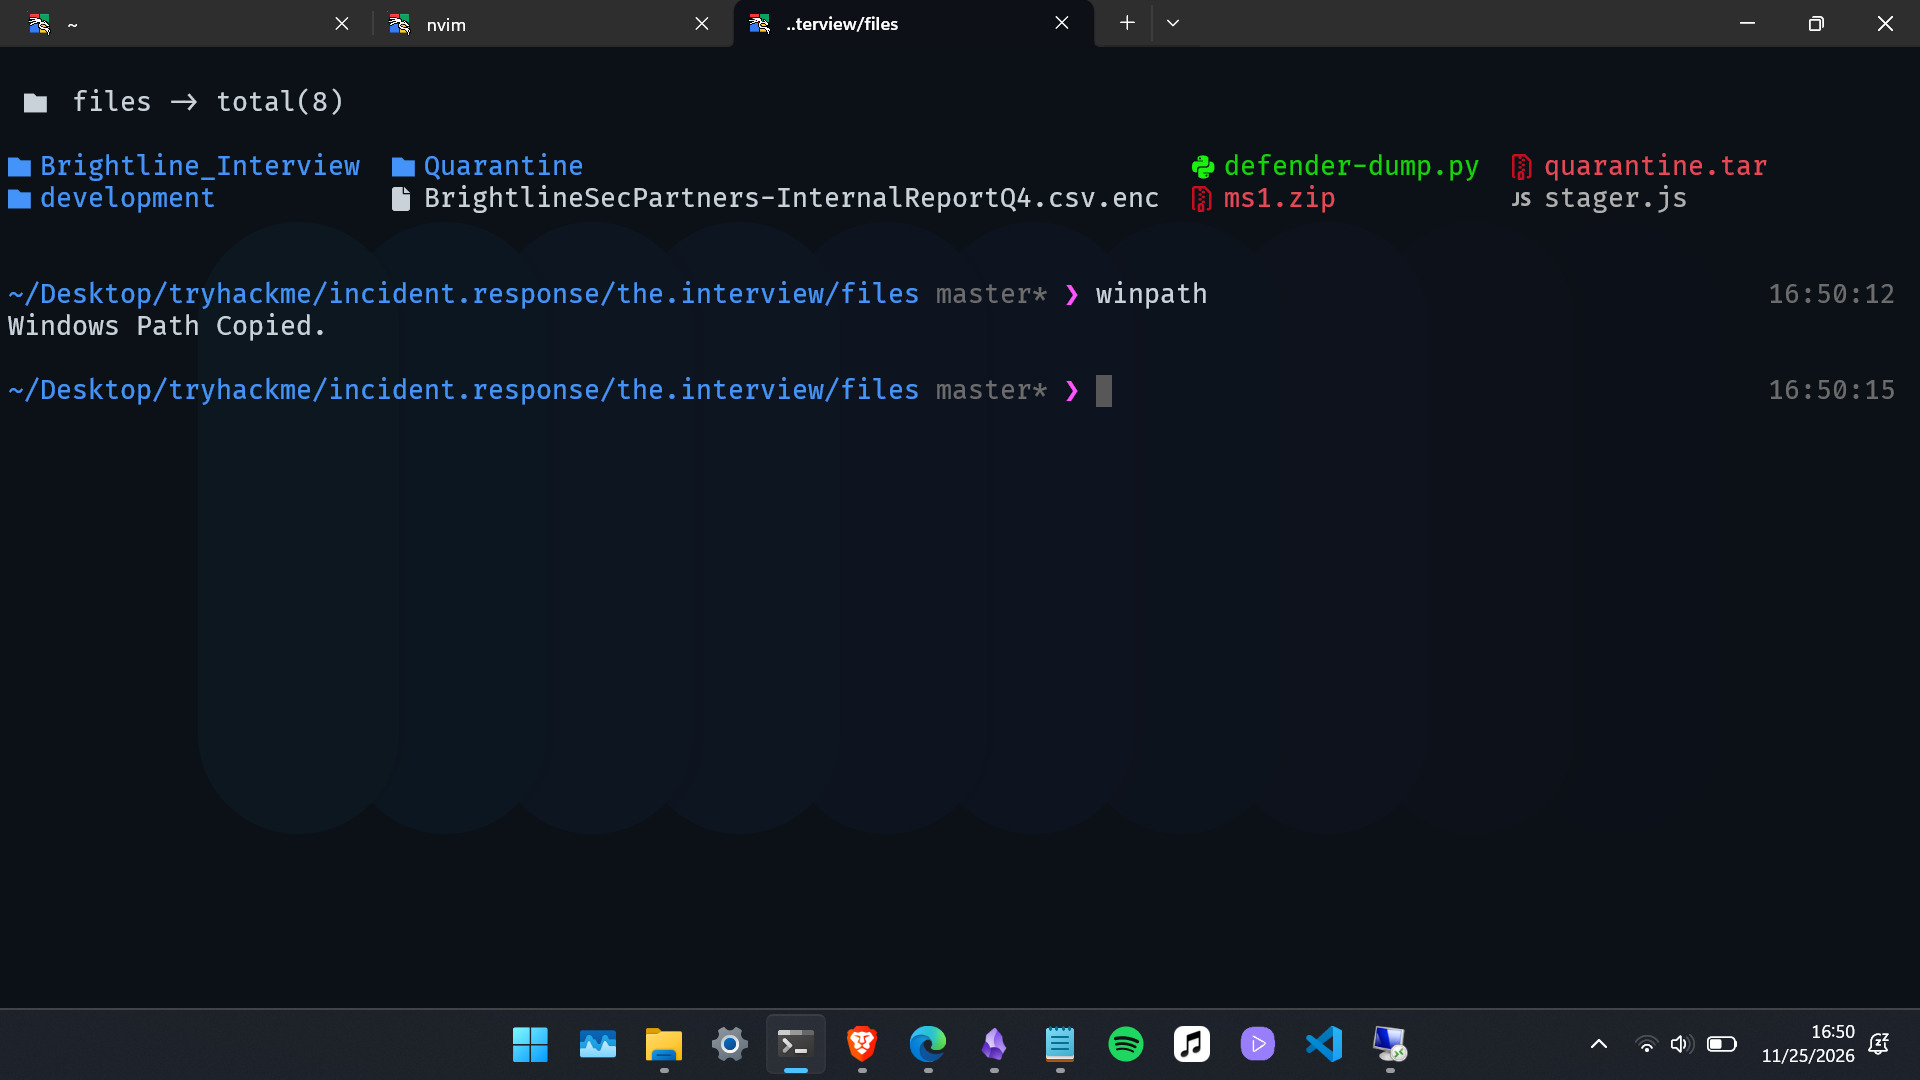 ~ nvim ..terview/files
files → total(8)
Brightline_Interview Quarantine defender-dump.py quarantine.tar
development BrightlineSecPartners-InternalReportQ4.csv.enc ms1.zip JS stager.js
~/Desktop/tryhackme/incident.response/the.interview/files master* ❯ winpath 16:50:12
Windows Path Copied.
~/Desktop/tryhackme/incident.response/the.interview/files master* ❯ 16:50:15
16:50
11/25/2026